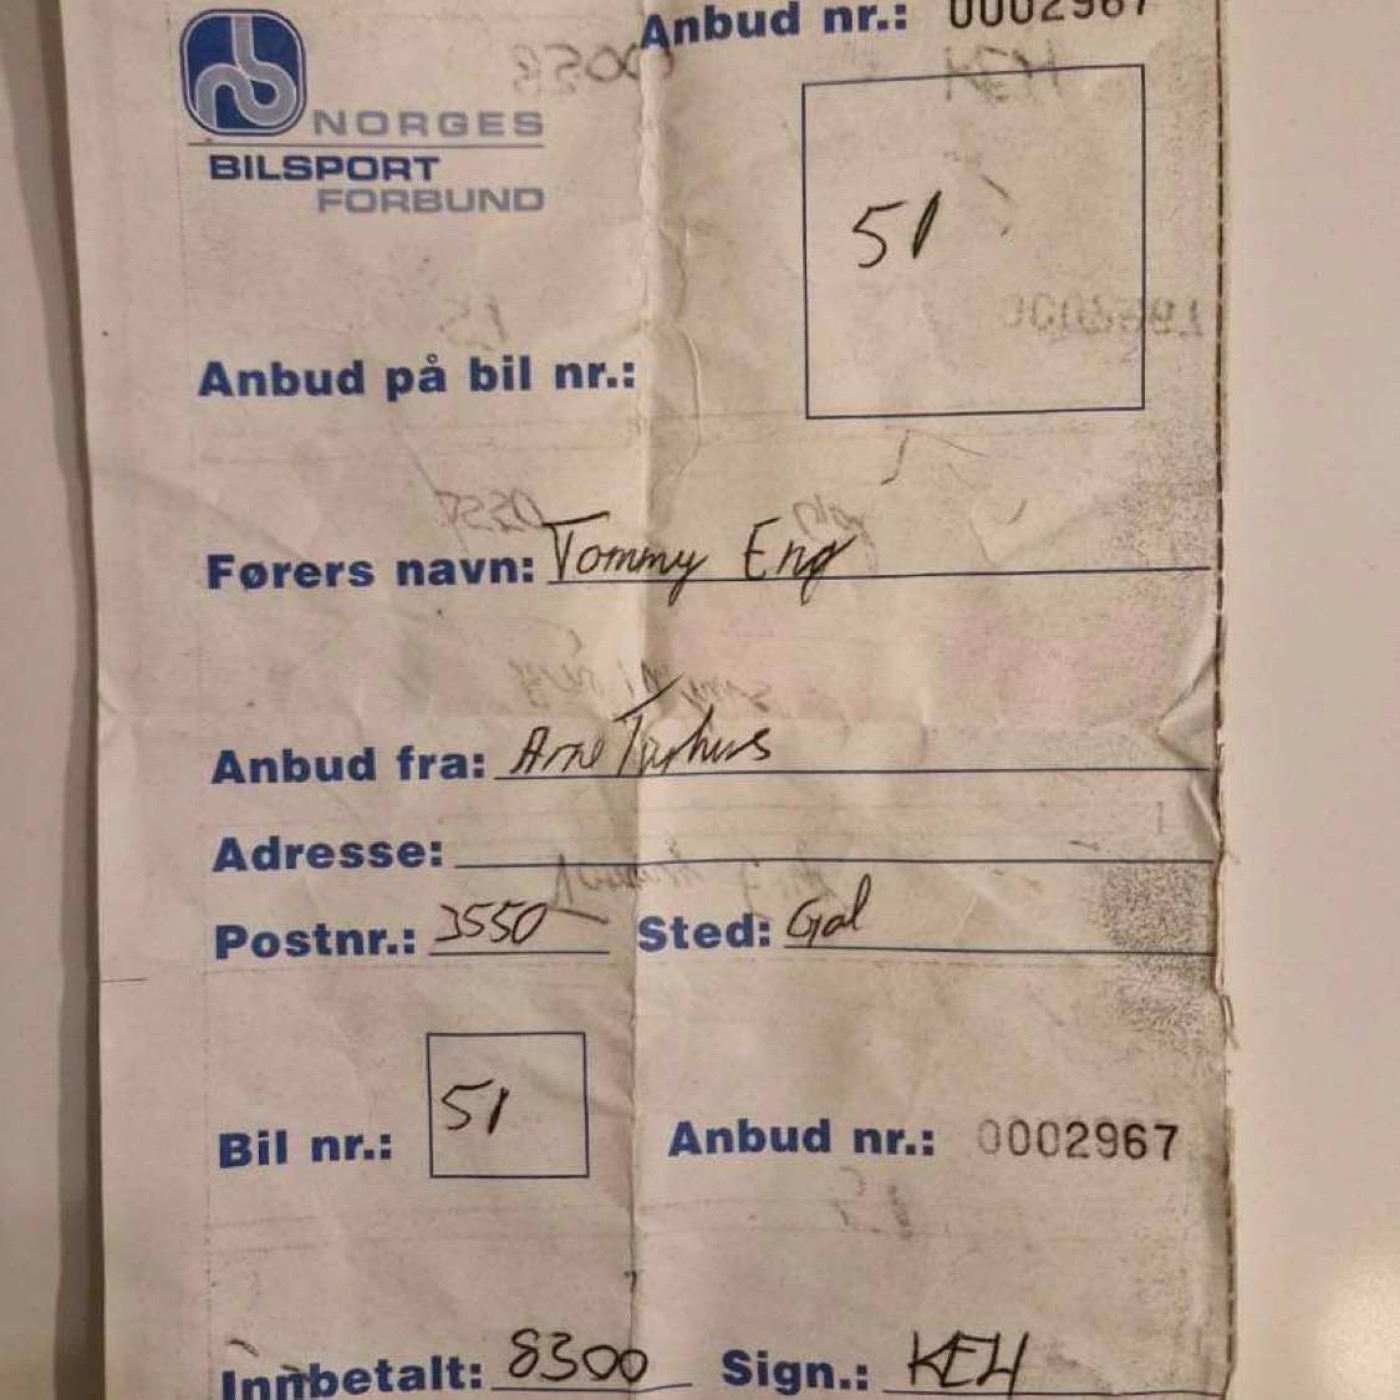 Anbud nr.: 0002967
NORGES
BILSPORT
FORBUND
51
Anbud på bil nr.:
Førers navn: Tommy Eng
Anbud fra: Arne
Adresse:
Postnr.: 3550 Sted: Gol
Bil nr.: 51 Anbud nr.: 0002967
Innbetalt: 8300 Sign.: KEH